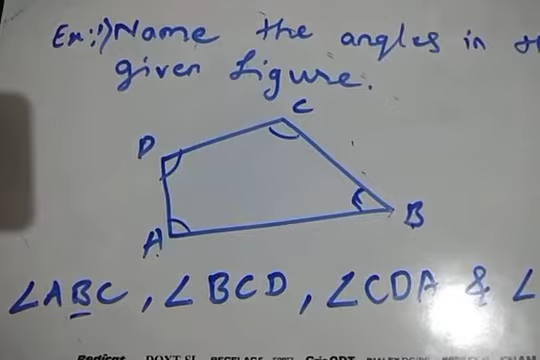 Ex:1) Name the angles in
given figure.
C
D
B
A
∠ABC, ∠BCD, ∠CDA & ∠